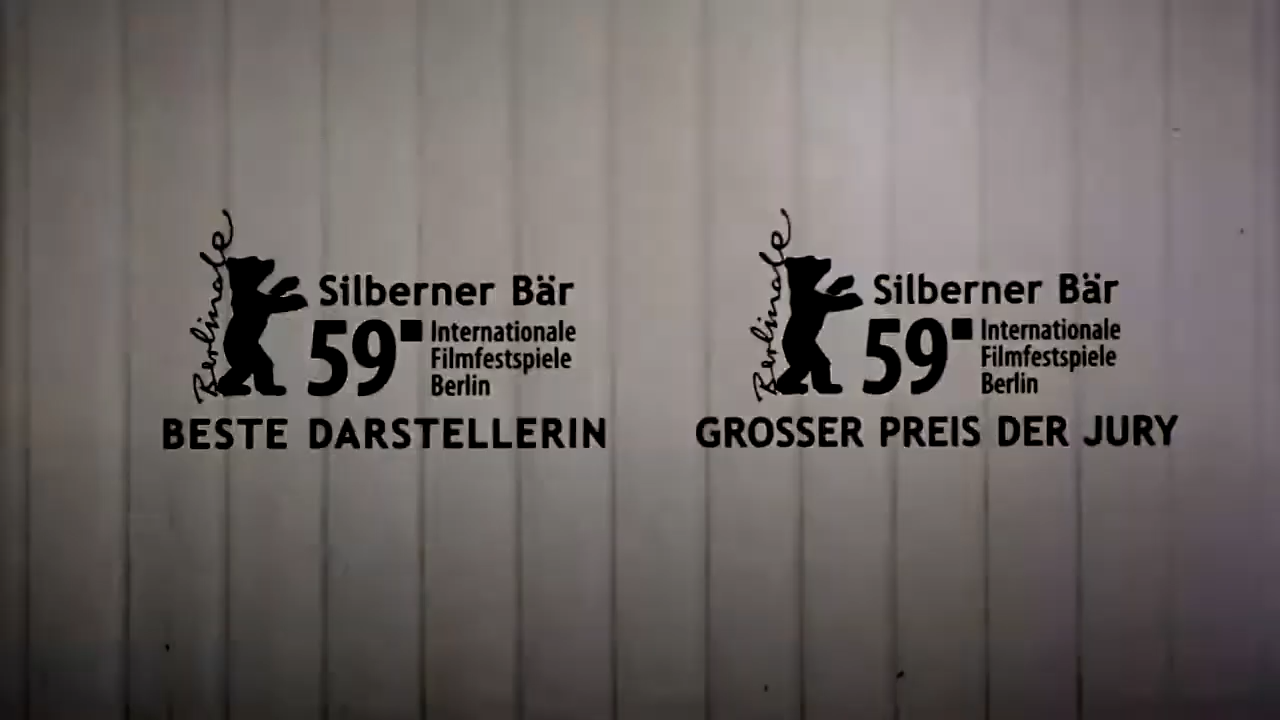 Berlinale
Silberner Bär
59
Internationale
Filmfestspiele
Berlin
BESTE DARSTELLERIN
Berlinale
Silberner Bär
59
Internationale
Filmfestspiele
Berlin
GROSSER PREIS DER JURY